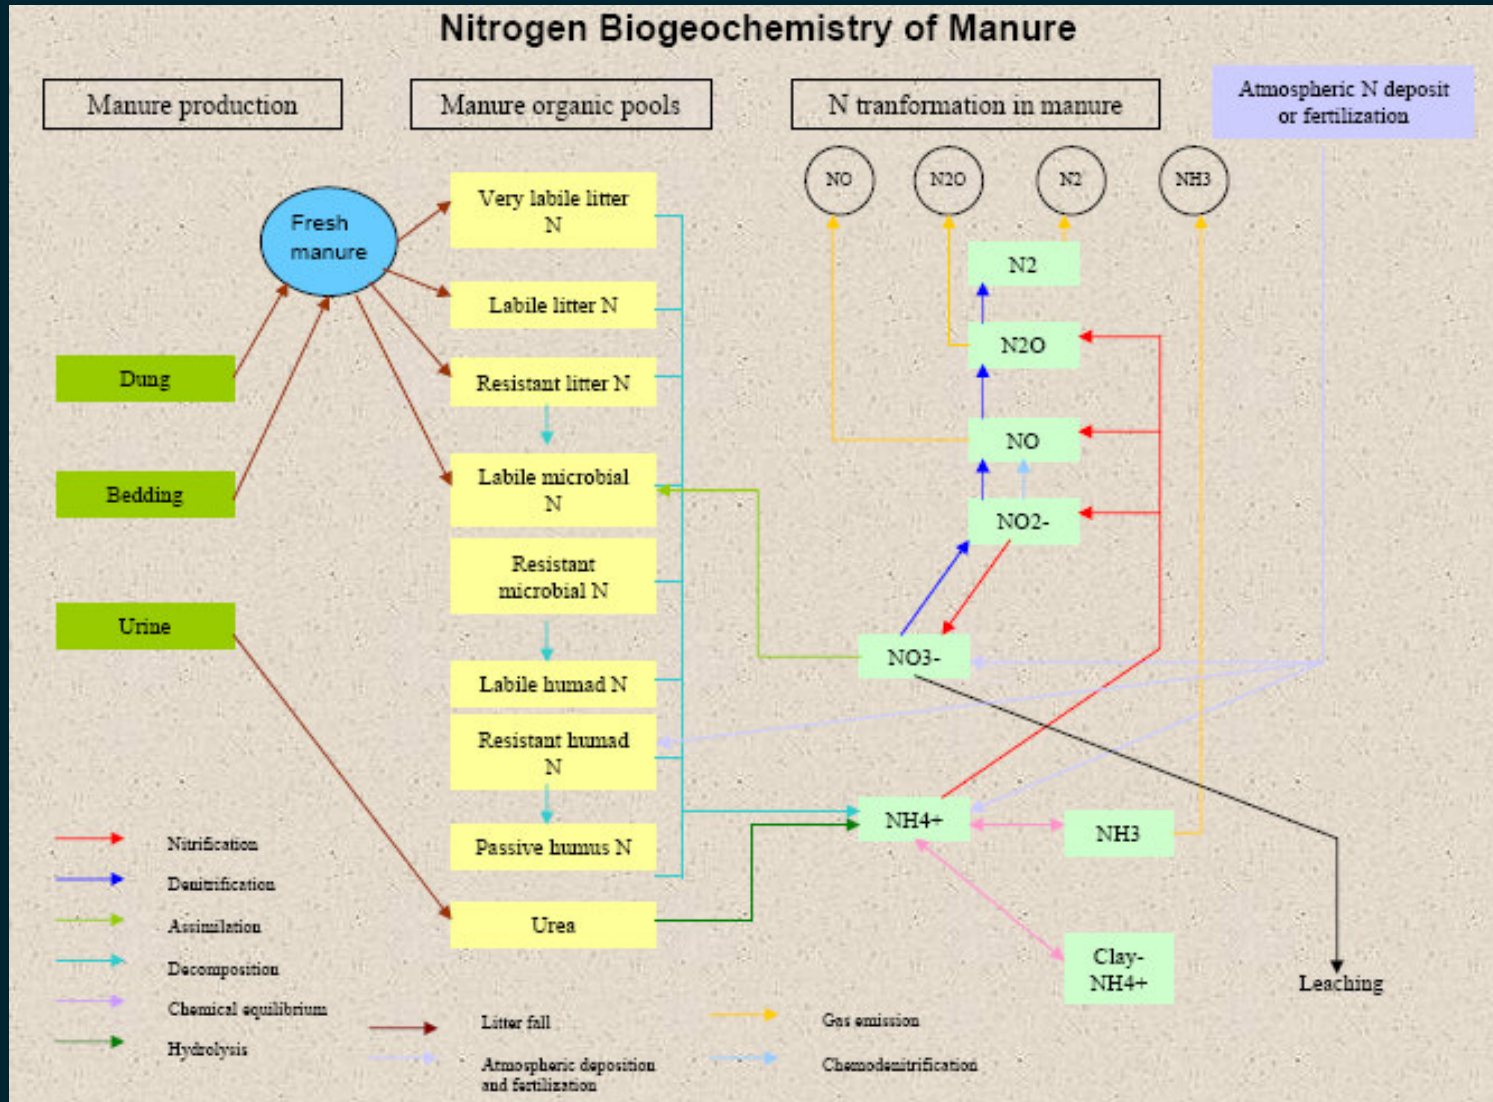 Nitrogen Biogeochemistry of Manure
Manure production
Manure organic pools
N tranformation in manure
Atmospheric N deposit
or fertilization
NO
N2O
N2
NH3
Fresh
manure
Very labile litter
N
Labile litter N
Resistant litter N
Labile microbial
N
Resistant
microbial N
Labile humad N
Resistant humad
N
Passive humus N
Urea
Dung
Bedding
Urine
N2
N2O
NO
NO2-
NO3-
NH4+
NH3
Clay-
NH4+
Leaching
Nitrification
Denitrification
Assimilation
Decomposition
Chemical equilibrium
Hydrolysis
Litter fall
Atmospheric deposition
and fertilization
Gas emission
Chemodenitrification